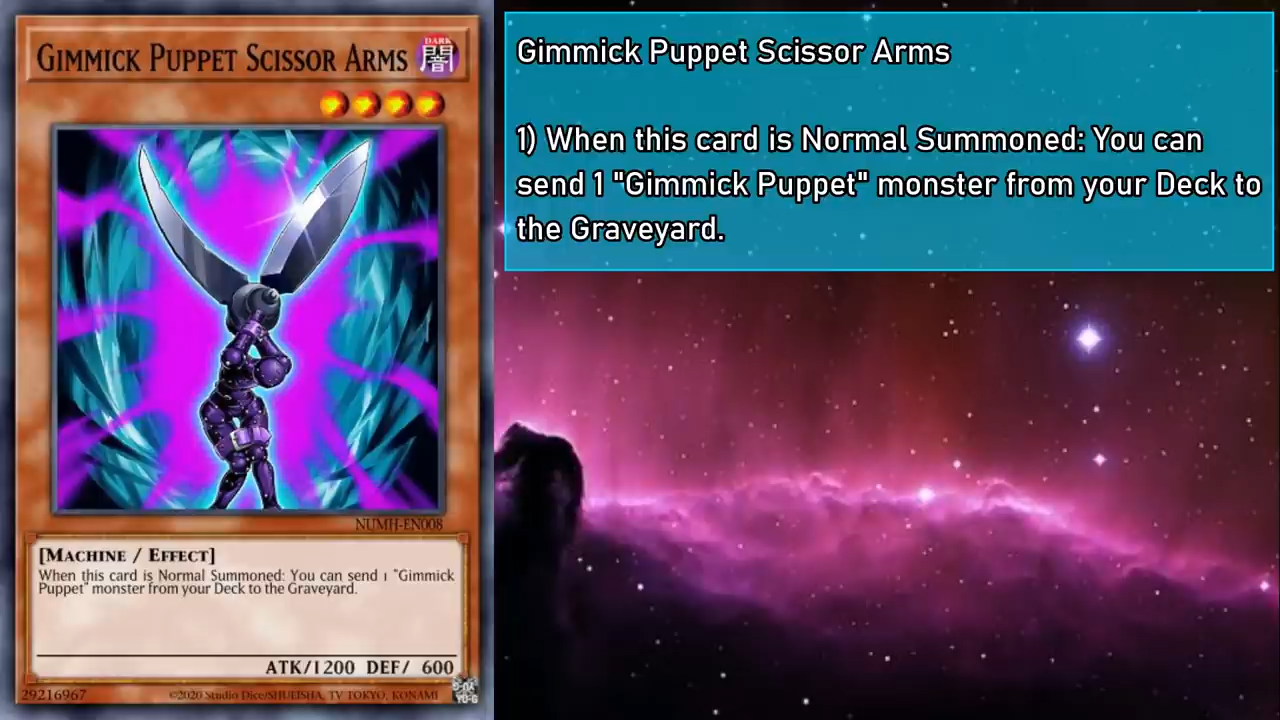 GIMMICK PUPPET SCISSOR ARMS
DARK
闇
NUMH-EN008
[MACHINE / EFFECT]
When this card is Normal Summoned: You can send 1 "Gimmick
Puppet" monster from your Deck to the Graveyard.
ATK/1200 DEF/ 600
29216967
©2020 Studio Dice/SHUEISHA, TV TOKYO, KONAMI
Gimmick Puppet Scissor Arms
1) When this card is Normal Summoned: You can
send 1 "Gimmick Puppet" monster from your Deck to
the Graveyard.